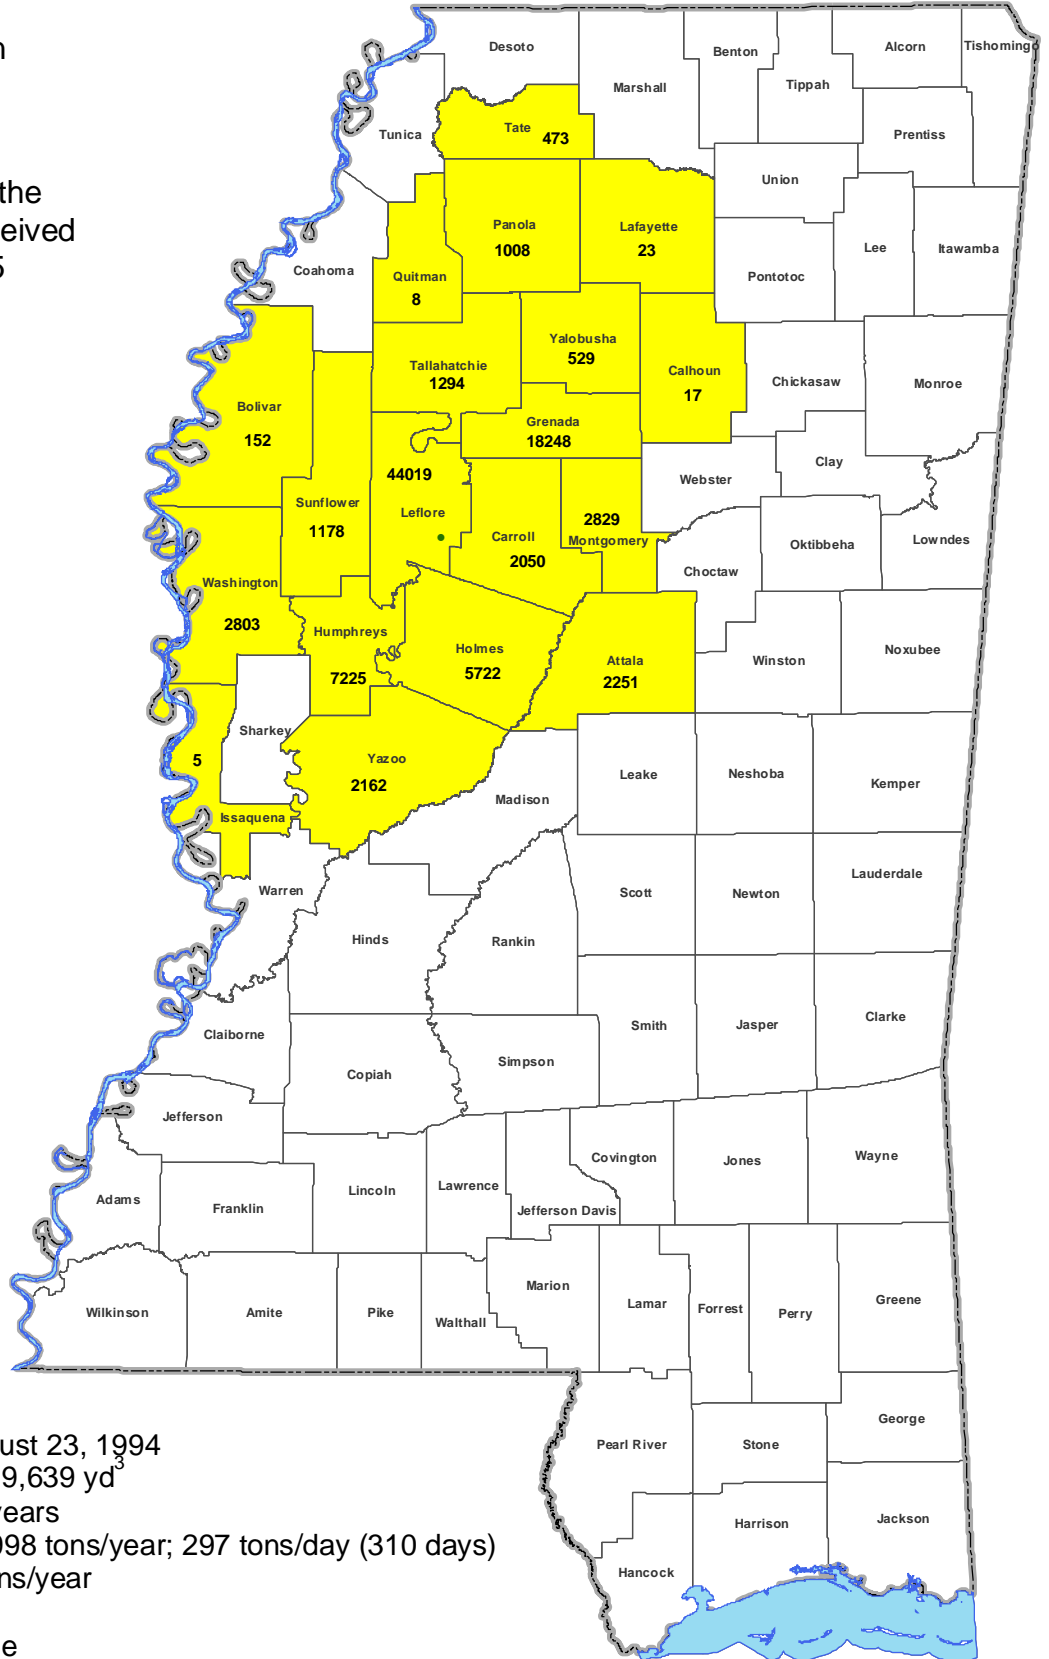 n
the
eived
5
Desoto
Benton
Alcorn
Tishomingo
Marshall
Tippah
Tunica
Tate 473
Prentiss
Union
Panola
1008
Lafayette
23
Lee
Itawamba
Coahoma
Quitman
8
Pontotoc
Tallahatchie
1294
Yalobusha
529
Calhoun
17
Chickasaw
Monroe
Bolivar
152
Grenada
18248
44019
Leflore
Webster
Clay
Sunflower
1178
Carroll
2050
2829
Montgomery
Choctaw
Oktibbeha
Lowndes
Washington
2803
Humphreys
7225
Holmes
5722
Attala
2251
Winston
Noxubee
Sharkey
5
Issaquena
Yazoo
2162
Madison
Leake
Neshoba
Kemper
Warren
Hinds
Rankin
Scott
Newton
Lauderdale
Claiborne
Copiah
Simpson
Smith
Jasper
Clarke
Jefferson
Adams
Franklin
Lincoln
Lawrence
Jefferson Davis
Covington
Jones
Wayne
Wilkinson
Amite
Pike
Walthall
Marion
Lamar
Forrest
Perry
Greene
Pearl River
Stone
George
Hancock
Harrison
Jackson
ust 23, 1994
9,639 yd³
years
098 tons/year; 297 tons/day (310 days)
ns/year
e